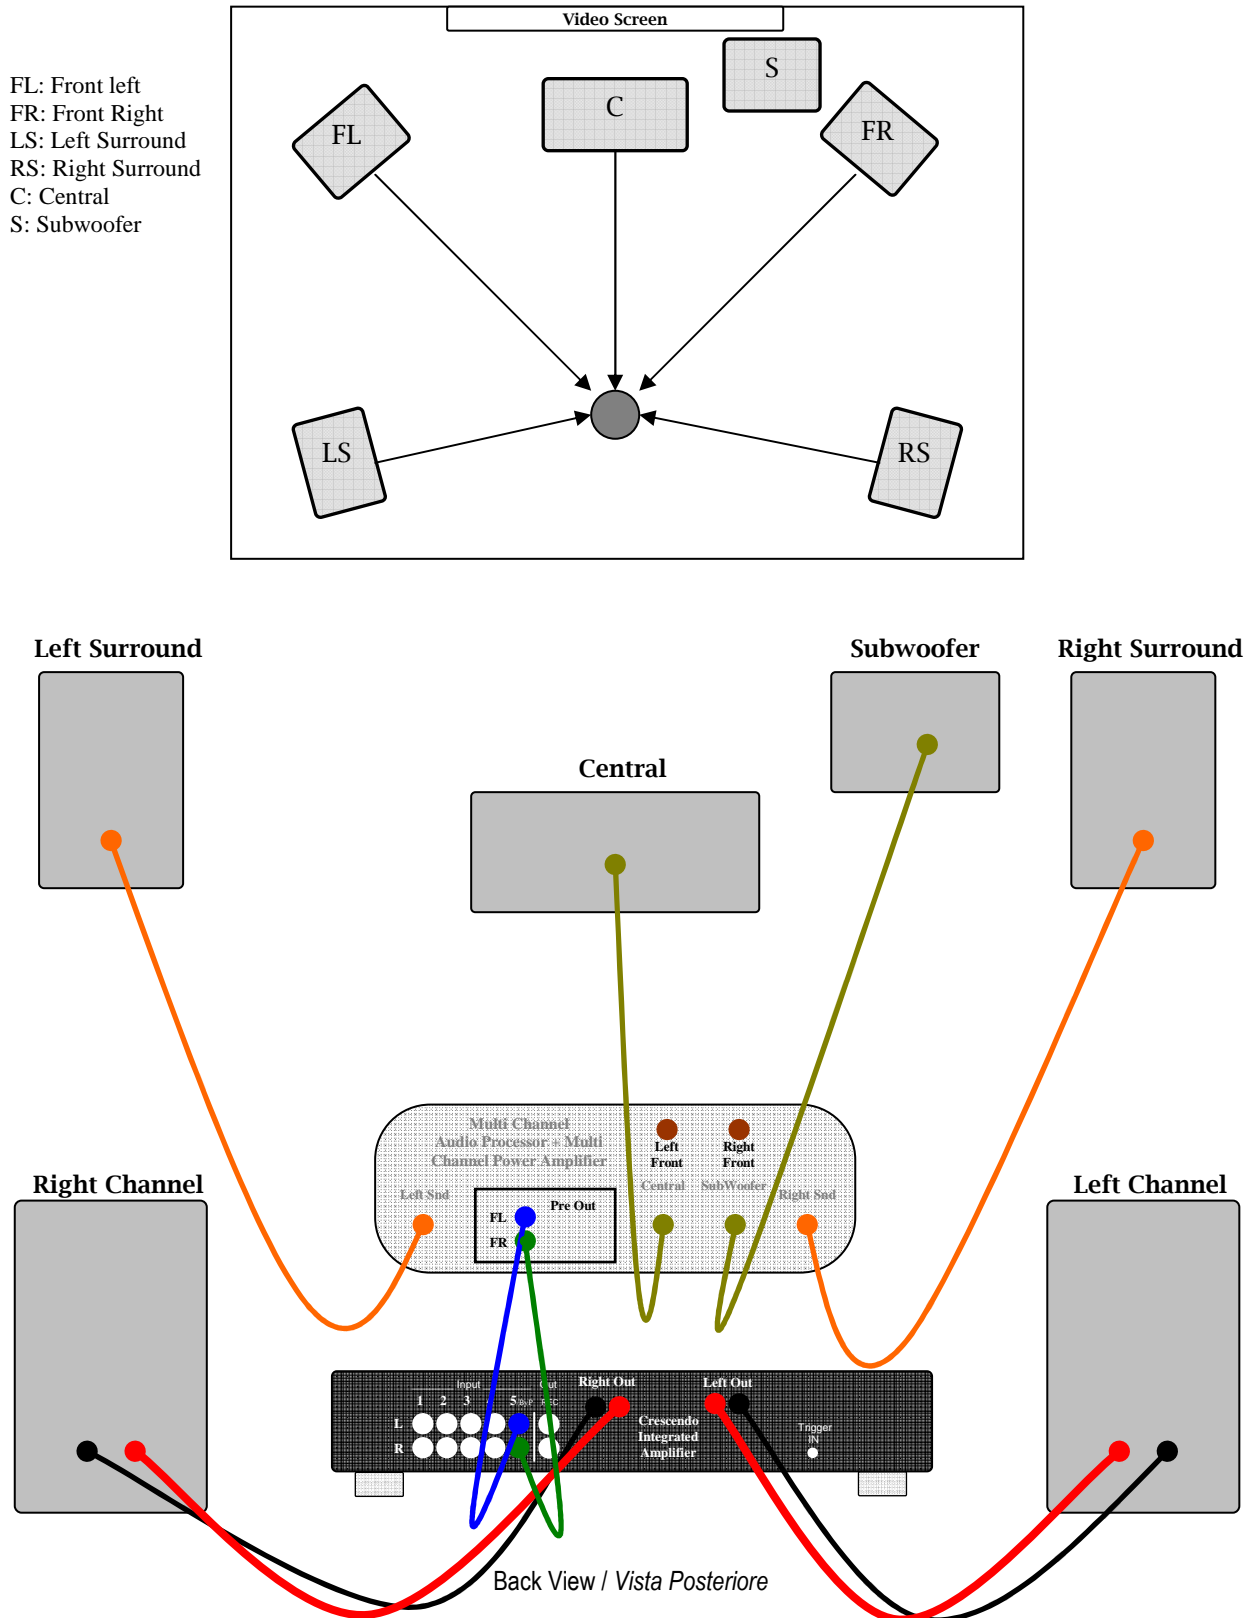 Video Screen
FL: Front left
FR: Front Right
LS: Left Surround
RS: Right Surround
C: Central
S: Subwoofer
S
C
FL
FR
LS
RS
Left Surround
Subwoofer
Right Surround
Central
Multi Channel
Audio Processor + Multi
Channel Power Amplifier
Left
Front
Right
Front
Left Snd
Central
SubWoofer
Right Snd
Pre Out
FL
FR
Right Channel
Left Channel
Input
Out
Right Out
Left Out
1 2 3 5
L
R
Crescendo
Integrated
Amplifier
Trigger
IN
Back View / Vista Posteriore